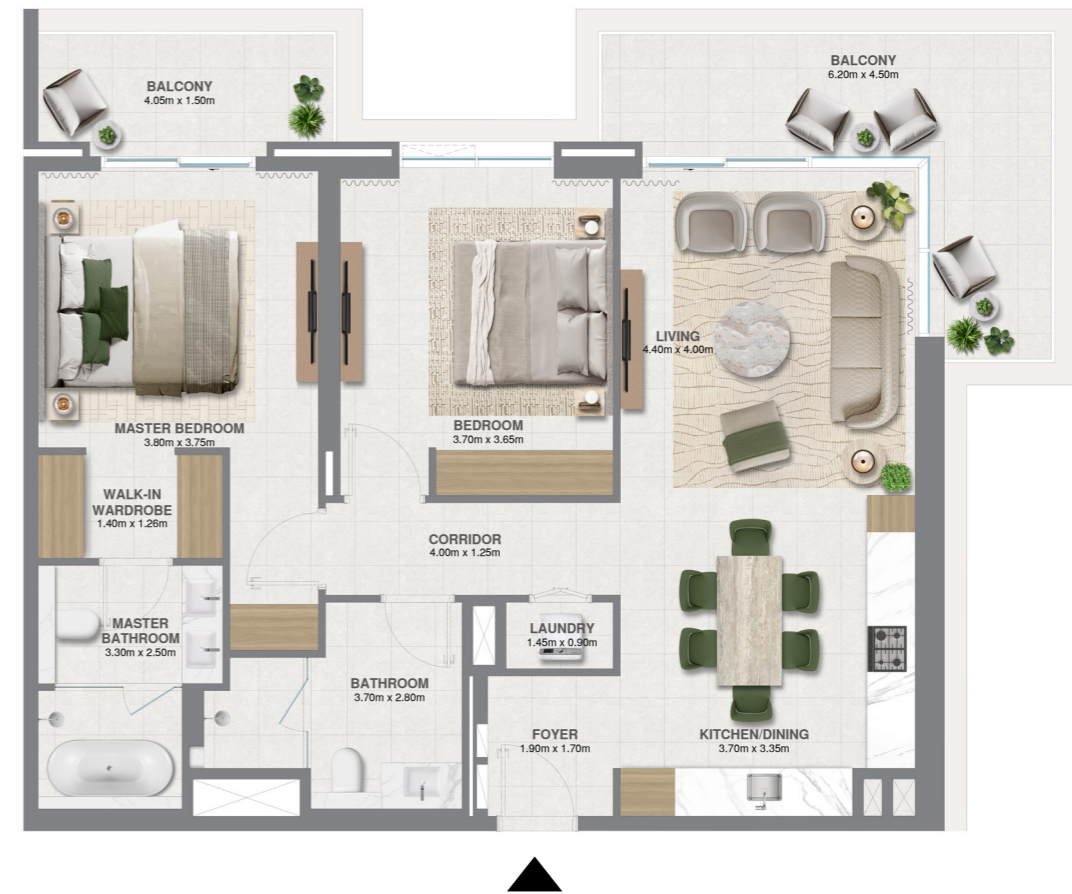 BALCONY
4.05m x 1.50m
BALCONY
6.20m x 4.50m
MASTER BEDROOM
3.80m x 3.75m
BEDROOM
3.70m x 3.65m
LIVING
4.40m x 4.00m
WALK-IN
WARDROBE
1.40m x 1.26m
CORRIDOR
4.00m x 1.25m
MASTER
BATHROOM
3.30m x 2.50m
LAUNDRY
1.45m x 0.90m
BATHROOM
3.70m x 2.80m
FOYER
1.90m x 1.70m
KITCHEN/DINING
3.70m x 3.35m